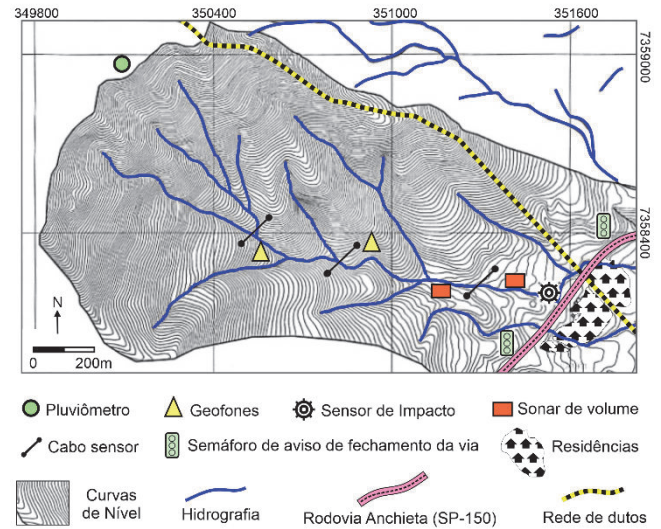 349800 350400 351000 351600
7359000
7358400
N
0 200m
Pluviômetro Geofones Sensor de Impacto Sonar de volume
Cabo sensor Semáforo de aviso de fechamento da via Residências
Curvas
de Nível Hidrografia Rodovia Anchieta (SP-150) Rede de dutos